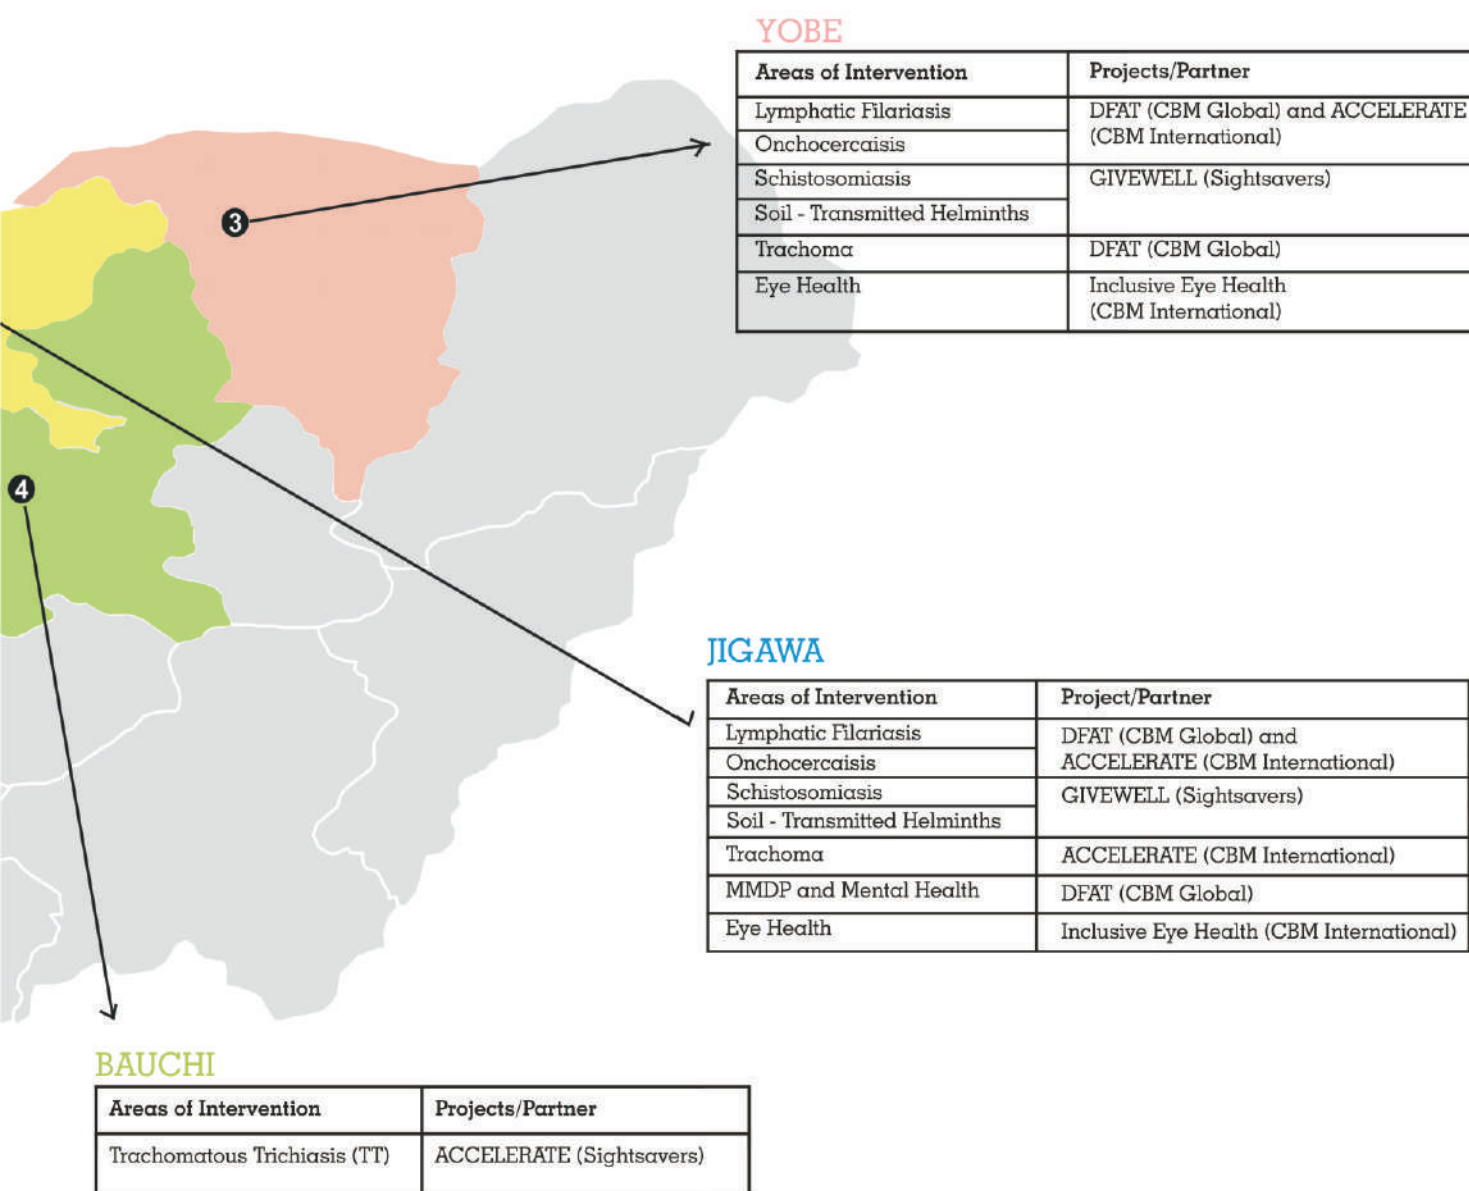 YOBE
Areas of Intervention Projects/Partner
Lymphatic Filariasis DFAT (CBM Global) and ACCELERATE
Onchocercaisis (CBM International)
Schistosomiasis GIVEWELL (Sightsavers)
Soil - Transmitted Helminths
Trachoma DFAT (CBM Global)
Eye Health Inclusive Eye Health
(CBM International)
3
4
JIGAWA
Areas of Intervention Project/Partner
Lymphatic Filariasis DFAT (CBM Global) and
Onchocercaisis ACCELERATE (CBM International)
Schistosomiasis GIVEWELL (Sightsavers)
Soil - Transmitted Helminths
Trachoma ACCELERATE (CBM International)
MMDP and Mental Health DFAT (CBM Global)
Eye Health Inclusive Eye Health (CBM International)
BAUCHI
Areas of Intervention Projects/Partner
Trachomatous Trichiasis (TT) ACCELERATE (Sightsavers)